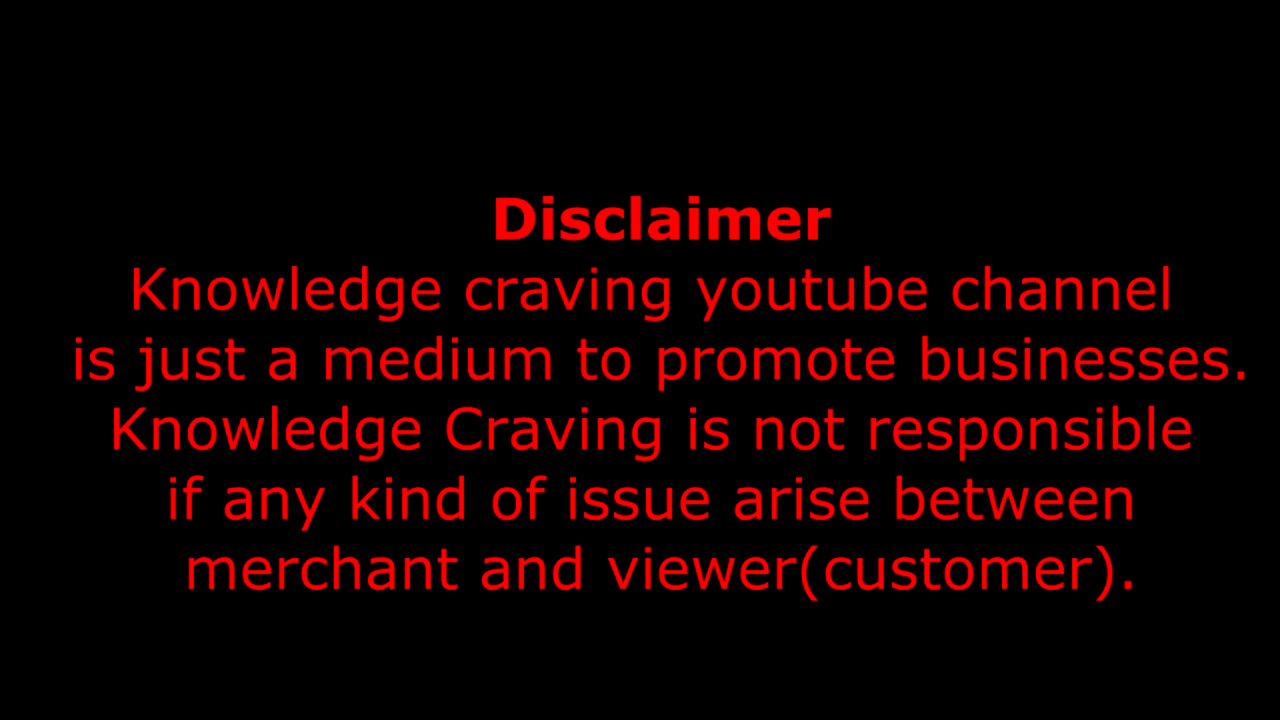 Disclaimer
Knowledge craving youtube channel
is just a medium to promote businesses.
Knowledge Craving is not responsible
if any kind of issue arise between
merchant and viewer(customer).